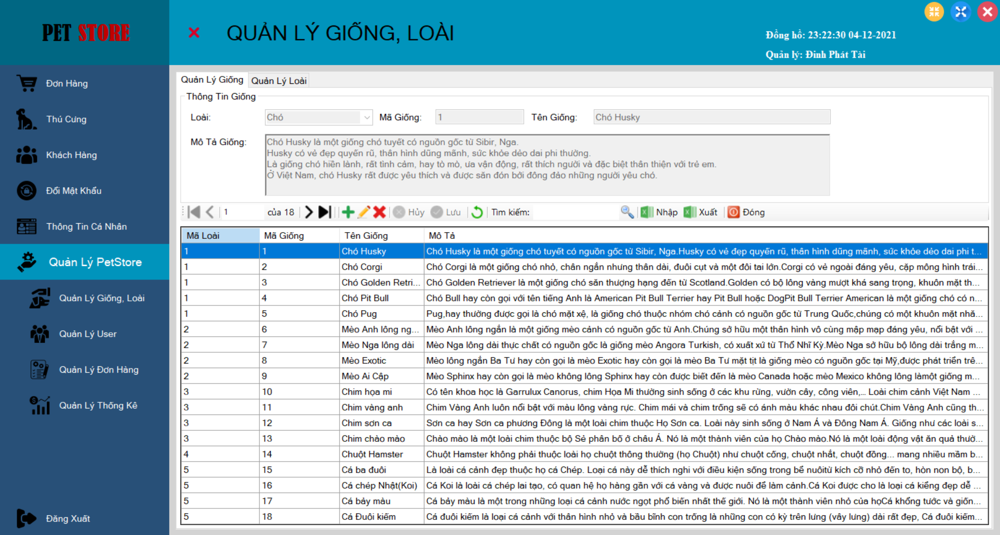 PET STORE
QUẢN LÝ GIỐNG, LOÀI
Đồng hồ: 23:22:30 04-12-2021
Quản lý: Đinh Phát Tài
Đơn Hàng
Thú Cưng
Khách Hàng
Đổi Mật Khẩu
Thông Tin Cá Nhân
Quản Lý PetStore
Quản Lý Giống, Loài
Quản Lý User
Quản Lý Đơn Hàng
Quản Lý Thống Kê
Đăng Xuất
Quản Lý Giống Quản Lý Loài
Thông Tin Giống
Loài: Chó Mã Giống: 1 Tên Giống: Chó Husky
Mô Tả Giống:
Chó Husky là một giống chó tuyết có nguồn gốc từ Sibir, Nga.
Husky có vẻ đẹp quyến rũ, thân hình dũng mãnh, sức khỏe dẻo dai phi thường.
Là giống chó hiền lành, rất tình cảm, hay tò mò, ưa vận động, rất thích người và đặc biệt thân thiện với trẻ em.
Ở Việt Nam, chó Husky rất được yêu thích và được săn đón bởi đông đảo những người yêu chó.
1 của 18 Hủy Lưu Tìm kiếm: Nhập Xuất Đóng
Mã Loài Mã Giống Tên Giống Mô Tả
1 1 Chó Husky Chó Husky là một giống chó tuyết có nguồn gốc từ Sibir, Nga.Husky có vẻ đẹp quyến rũ, thân hình dũng mãnh, sức khỏe dẻo dai phi t...
1 2 Chó Corgi Chó Corgi là một giống chó nhỏ, chân ngắn nhưng thân dài, đuôi cụt và một đôi tai lớn.Corgi có vẻ ngoài đáng yêu, cặp mông hình trái...
1 3 Chó Golden Retri... Chó Golden Retriever là một giống chó săn thượng hạng đến từ Scotland.Golden có bộ lông vàng mượt khá sang trọng, khuôn mặt th...
1 4 Chó Pit Bull Chó Bull hay còn gọi với tên tiếng Anh là American Pit Bull Terrier hay Pit Bull hoặc DogPit Bull Terrier American là một giống chó có n...
1 5 Chó Pug Pug,hay thường được gọi là chó mặt xệ, là giống chó thuộc nhóm chó cảnh có nguồn gốc từ Trung Quốc,chúng có một khuôn mặt nhă...
2 6 Mèo Anh lông ng... Mèo Anh lông ngắn là một giống mèo cảnh có nguồn gốc từ Anh.Chúng sở hữu một thân hình vô cùng mập mạp đáng yêu, nổi bật với ...
2 7 Mèo Nga lông dài Mèo Nga lông dài thực chất có nguồn gốc là giống mèo Angora Turkish, có xuất xứ từ Thổ Nhĩ Kỳ.Mèo Nga sở hữu bộ lông dài trắng m...
2 8 Mèo Exotic Mèo lông ngắn Ba Tư hay còn gọi là mèo Exotic hay còn gọi là mèo Ba Tư mặt tịt là giống mèo có nguồn gốc tại Mỹ,được phát triển trê...
2 9 Mèo Ai Cập Mèo Sphinx hay còn gọi là mèo không lông Sphinx hay còn được biết đến là mèo Canada hoặc mèo Mexico không lông làmột giống m...
3 10 Chim họa mi Có tên khoa học là Garrulux Canorus, chim Họa Mi thường sinh sống ở các khu rừng, vườn cây, công viên,... Loài chim cảnh Việt Nam ...
3 11 Chim vàng anh Chim Vàng Anh luôn nổi bật với màu lông vàng rực. Chim mái và chim trống sẽ có ánh màu khác nhau đôi chút.Chim Vàng Anh cũng th...
3 12 Chim sơn ca Sơn ca hay Sơn ca phương Đông là một loài chim thuộc Họ Sơn ca. Loài này sinh sống ở Nam Á và Đông Nam Á. Giống như các loài s...
3 13 Chim chào mào Chào mào là một loài chim thuộc bộ Sẻ phân bố ở châu Á. Nó là một thành viên của họ Chào mào.Nó là một loài động vật ăn quả thườ...
4 14 Chuột Hamster Chuột Hamster không phải thuộc loài họ chuột thông thường (họ Chuột) như chuột cống, chuột nhắt, chuột đồng... mang nhiều mầm b...
5 15 Cá ba đuôi Là loài cá cảnh đẹp thuộc họ cá Chép. Loại cá này dễ thích nghi với điều kiện sống trong bể nuôitừ kích cỡ nhỏ đến to, hòn non bộ, b...
5 16 Cá chép Nhật(Koi) Cá Koi là loài cá chép lai tạo, có quan hệ họ hàng gần với cá vàng và được nuôi để làm cảnh.Cá Koi được cho là loại cá kiểng đẹp dễ ...
5 17 Cá bảy màu Cá bảy màu là một trong những loại cá cảnh nước ngọt phổ biến nhất thế giới. Nó là một thành viên nhỏ của họCá khổng tước và giốn...
5 18 Cá Đuôi kiếm Cá đuôi kiếm là loại cá cảnh với thân hình nhỏ và bầu bĩnh con trống là những con có kỳ trên lưng (vây lưng) dài rất đẹp, Cá đuôi kiếm...